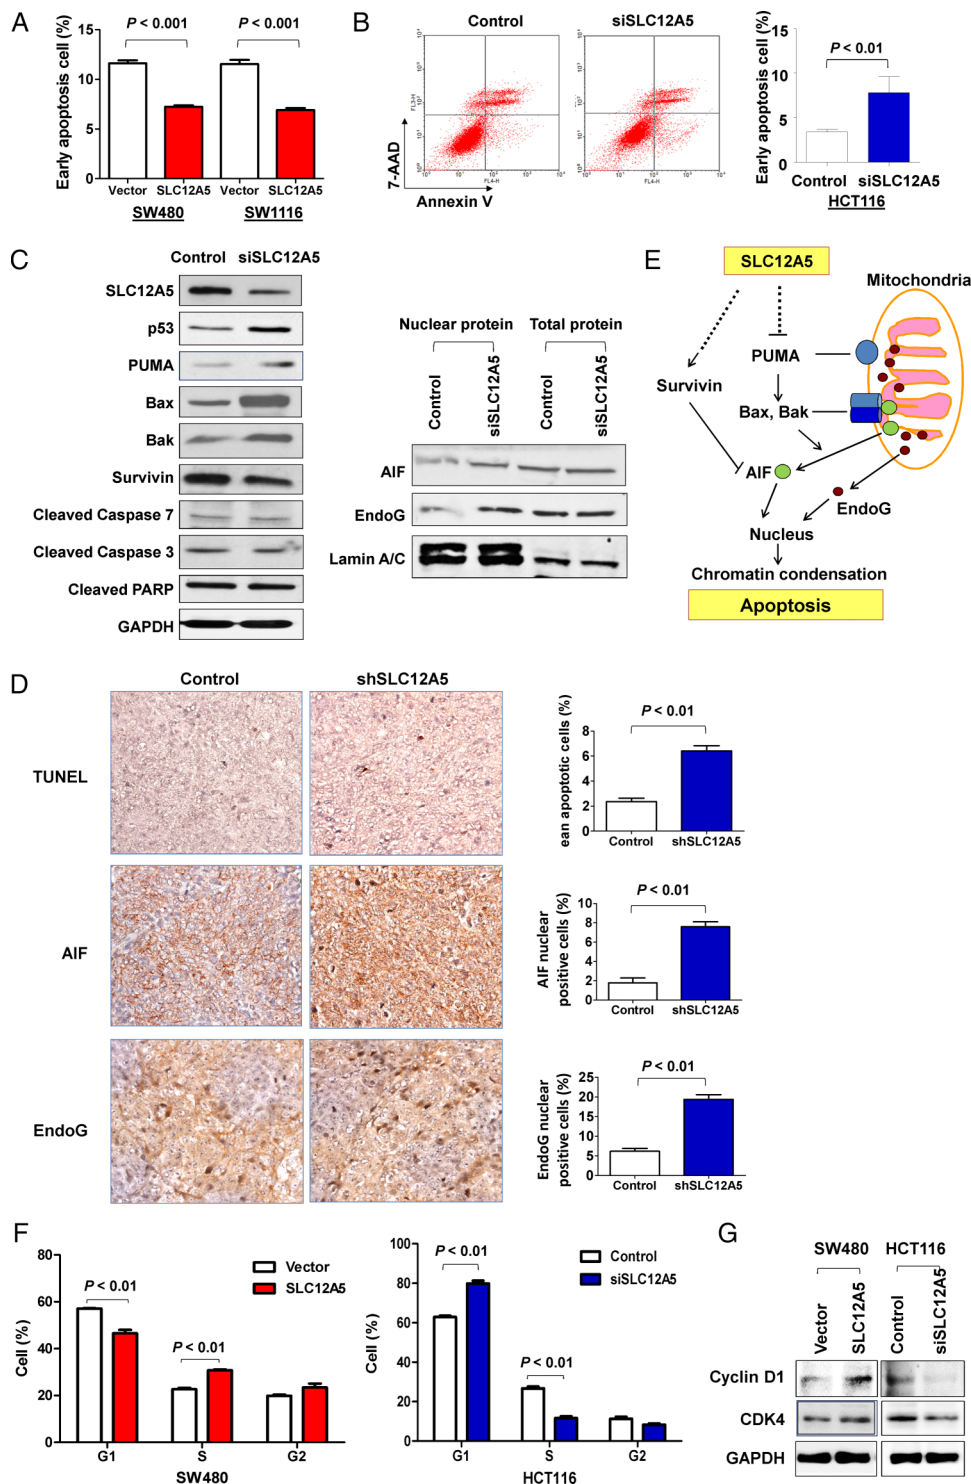 A
P < 0.001
P < 0.001
Early apoptosis cell (%)
15
10
5
0
Vector SLC12A5 Vector SLC12A5
SW480 SW1116
B
Control siSLC12A5
FL3-H
FL4-H
FL4-H
7-AAD
Annexin V
P < 0.01
Early apoptosis cell (%)
15
10
5
0
Control siSLC12A5
HCT116
C
Control siSLC12A5
SLC12A5
p53
PUMA
Bax
Bak
Survivin
Cleaved Caspase 7
Cleaved Caspase 3
Cleaved PARP
GAPDH
Nuclear protein Total protein
Control siSLC12A5 Control siSLC12A5
AIF
EndoG
Lamin A/C
E
SLC12A5
Mitochondria
PUMA
Survivin
Bax, Bak
AIF
EndoG
Nucleus
Chromatin condensation
Apoptosis
D
Control shSLC12A5
TUNEL
AIF
EndoG
P < 0.01
ean apoptotic cells (%)
8
6
4
2
0
Control shSLC12A5
P < 0.01
AIF nuclear
positive cells (%)
10
8
6
4
2
0
Control shSLC12A5
P < 0.01
EndoG nuclear
positive cells (%)
25
20
15
10
5
0
Control shSLC12A5
F
Cell (%)
80
60
40
20
0
P < 0.01
P < 0.01
Vector
SLC12A5
G1 S G2
SW480
Cell (%)
100
80
60
40
20
0
P < 0.01
P < 0.01
Control
siSLC12A5
G1 S G2
HCT116
G
SW480 HCT116
Vector SLC12A5 Control siSLC12A5
Cyclin D1
CDK4
GAPDH